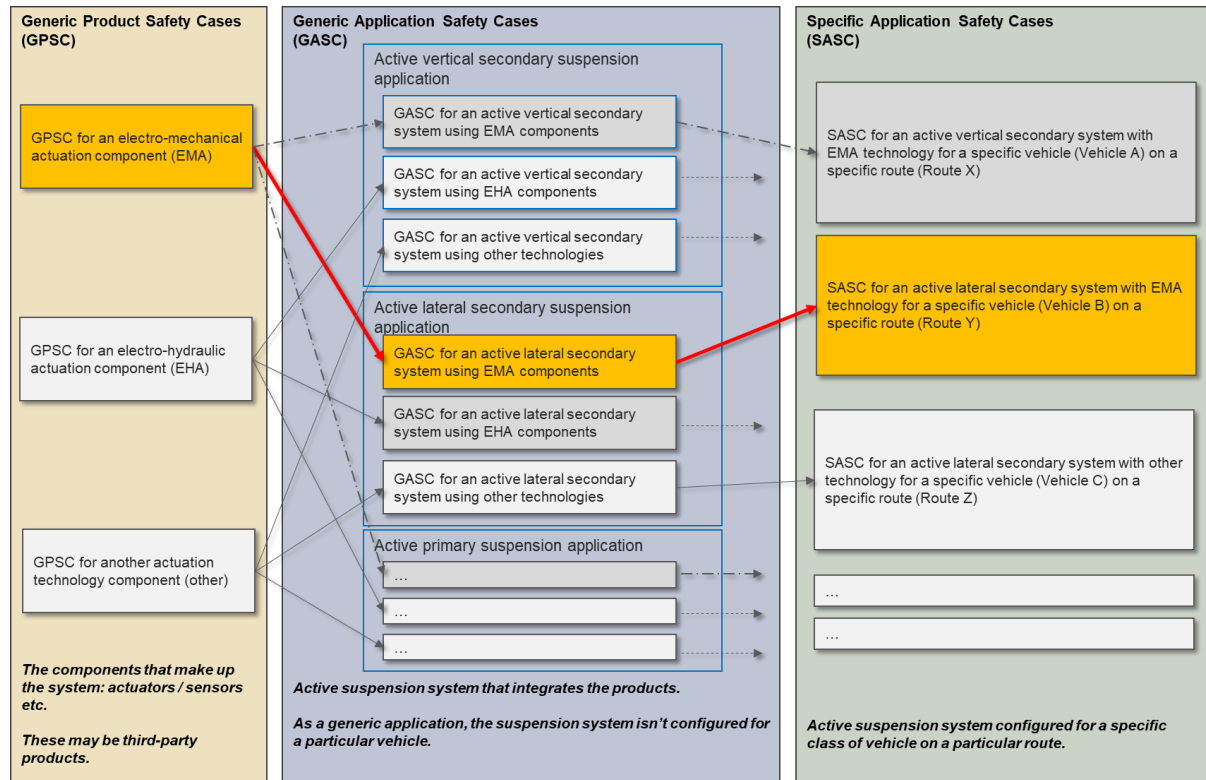 Generic Product Safety Cases
(GPSC)
GPSC for an electro-mechanical
actuation component (EMA)
GPSC for an electro-hydraulic
actuation component (EHA)
GPSC for another actuation
technology component (other)
The components that make up
the system: actuators / sensors
etc.
These may be third-party
products.
Generic Application Safety Cases
(GASC)
Active vertical secondary suspension
application
GASC for an active vertical secondary
system using EMA components
GASC for an active vertical secondary
system using EHA components
GASC for an active vertical secondary
system using other technologies
Active lateral secondary suspension
application
GASC for an active lateral secondary
system using EMA components
GASC for an active lateral secondary
system using EHA components
GASC for an active lateral secondary
system using other technologies
Active primary suspension application
...
...
...
Active suspension system that integrates the products.
As a generic application, the suspension system isn't configured for
a particular vehicle.
Specific Application Safety Cases
(SASC)
SASC for an active vertical secondary system with
EMA technology for a specific vehicle (Vehicle A) on a
specific route (Route X)
SASC for an active lateral secondary system with EMA
technology for a specific vehicle (Vehicle B) on a
specific route (Route Y)
SASC for an active lateral secondary system with other
technology for a specific vehicle (Vehicle C) on a
specific route (Route Z)
...
...
Active suspension system configured for a specific
class of vehicle on a particular route.